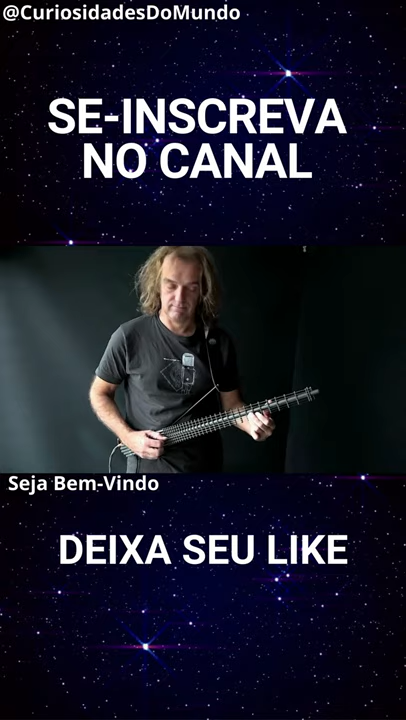 @CuriosidadesDoMundo
SE-INSCREVA
NO CANAL
Seja Bem-Vindo
DEIXA SEU LIKE